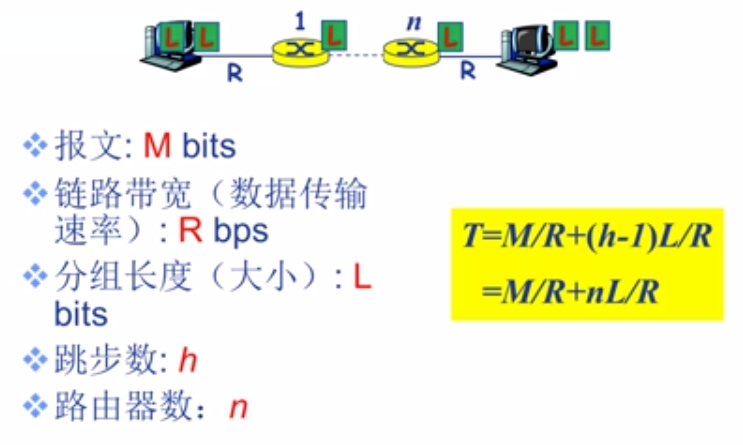 1 n
L L L L L L
R R
报文: M bits
链路带宽（数据传输
速率）: R bps
分组长度（大小）: L
bits
跳步数: h
路由器数：n
T=M/R+(h-1)L/R
=M/R+nL/R